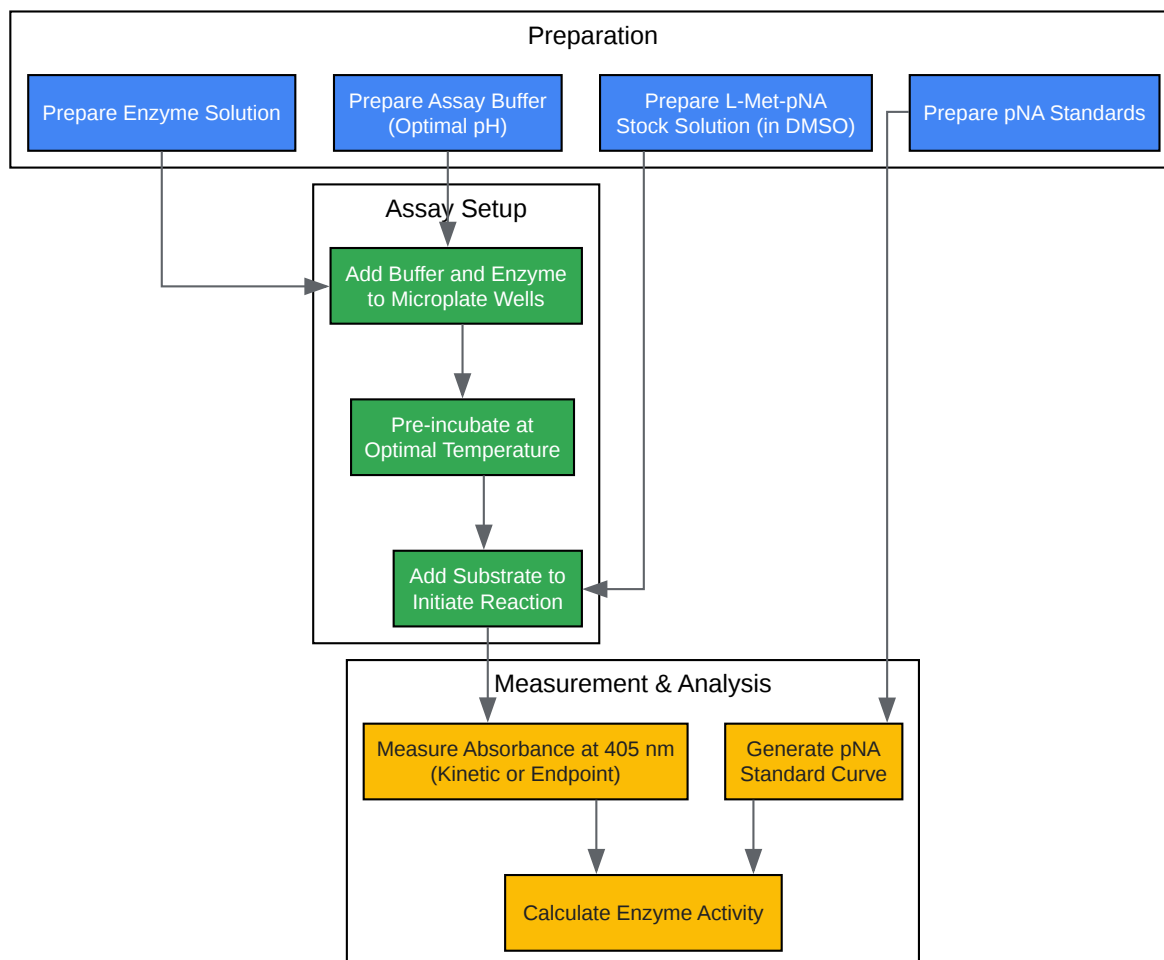 Preparation
Prepare Enzyme Solution
Prepare Assay Buffer
(Optimal pH)
Prepare L-Met-pNA
Stock Solution (in DMSO)
Prepare pNA Standards
Assay Setup
Add Buffer and Enzyme
to Microplate Wells
Pre-incubate at
Optimal Temperature
Add Substrate to
Initiate Reaction
Measurement & Analysis
Measure Absorbance at 405 nm
(Kinetic or Endpoint)
Generate pNA
Standard Curve
Calculate Enzyme Activity